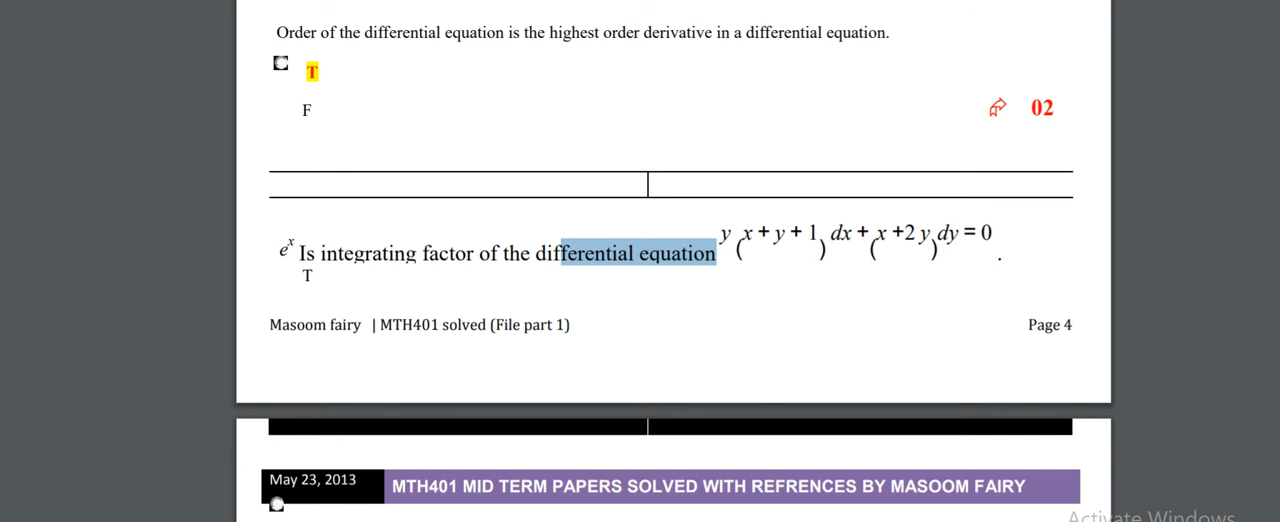 Order of the differential equation is the highest order derivative in a differential equation.
T
F
02
e^x Is integrating factor of the differential equation y(x + y + 1)dx + (x +2 y)dy = 0 .
T
Masoom fairy | MTH401 solved (File part 1) Page 4
May 23, 2013 MTH401 MID TERM PAPERS SOLVED WITH REFRENCES BY MASOOM FAIRY
Activate Windows